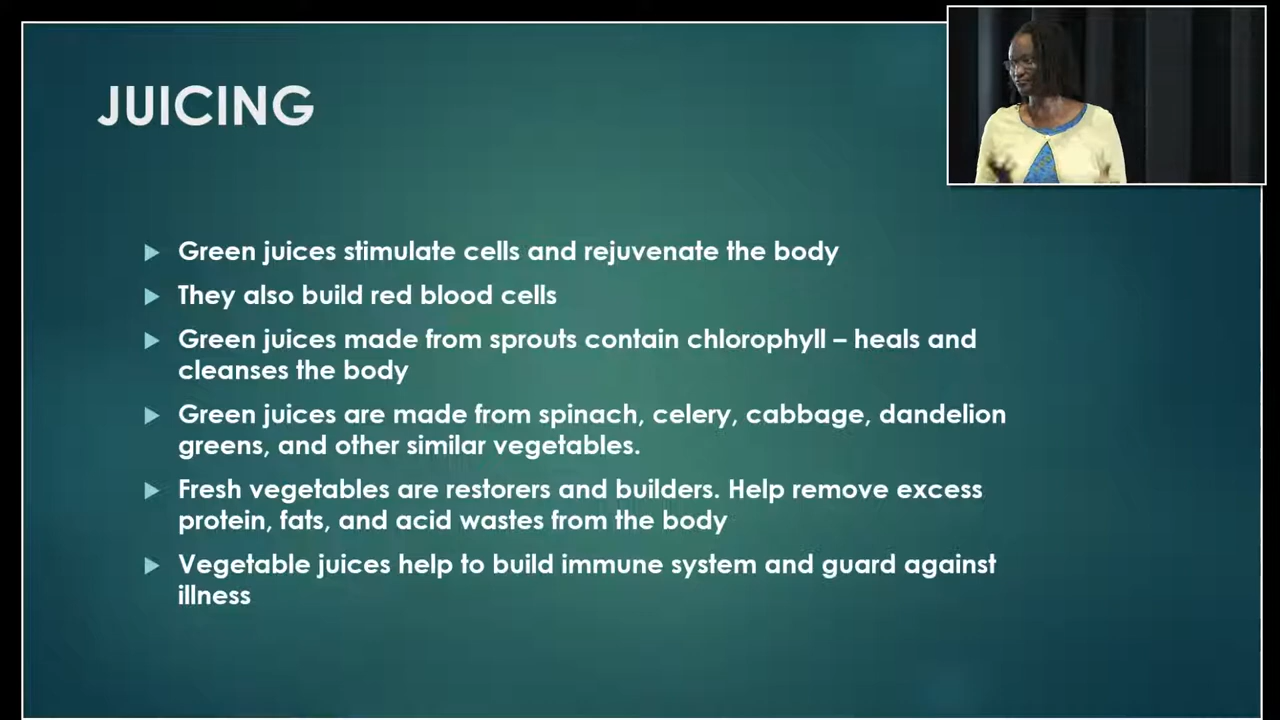 JUICING
Green juices stimulate cells and rejuvenate the body
They also build red blood cells
Green juices made from sprouts contain chlorophyll – heals and
cleanses the body
Green juices are made from spinach, celery, cabbage, dandelion
greens, and other similar vegetables.
Fresh vegetables are restorers and builders. Help remove excess
protein, fats, and acid wastes from the body
Vegetable juices help to build immune system and guard against
illness